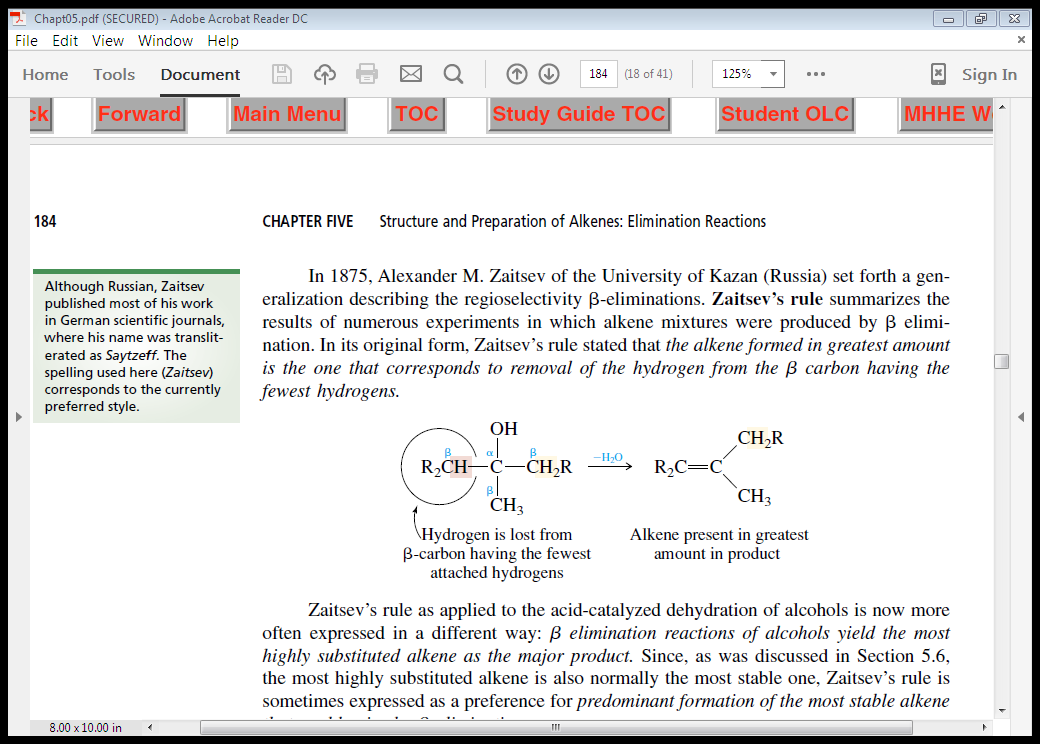 Chapt05.pdf (SECURED) - Adobe Acrobat Reader DC
File Edit View Window Help
Home Tools Document 184 (18 of 41) 125% Sign In
ck Forward Main Menu TOC Study Guide TOC Student OLC MHHE W
184 CHAPTER FIVE Structure and Preparation of Alkenes: Elimination Reactions
Although Russian, Zaitsev
published most of his work
in German scientific journals,
where his name was translit-
erated as Saytzeff. The
spelling used here (Zaitsev)
corresponds to the currently
preferred style.
In 1875, Alexander M. Zaitsev of the University of Kazan (Russia) set forth a gen-
eralization describing the regioselectivity β-eliminations. Zaitsev's rule summarizes the
results of numerous experiments in which alkene mixtures were produced by β elimi-
nation. In its original form, Zaitsev's rule stated that the alkene formed in greatest amount
is the one that corresponds to removal of the hydrogen from the β carbon having the
fewest hydrogens.
OH
β α β
R₂CH—C—CH₂R −H₂O R₂C=C
β
CH₃
CH₂R
CH₃
Hydrogen is lost from
β-carbon having the fewest
attached hydrogens
Alkene present in greatest
amount in product
Zaitsev's rule as applied to the acid-catalyzed dehydration of alcohols is now more
often expressed in a different way: β elimination reactions of alcohols yield the most
highly substituted alkene as the major product. Since, as was discussed in Section 5.6,
the most highly substituted alkene is also normally the most stable one, Zaitsev's rule is
sometimes expressed as a preference for predominant formation of the most stable alkene
8.00 x 10.00 in